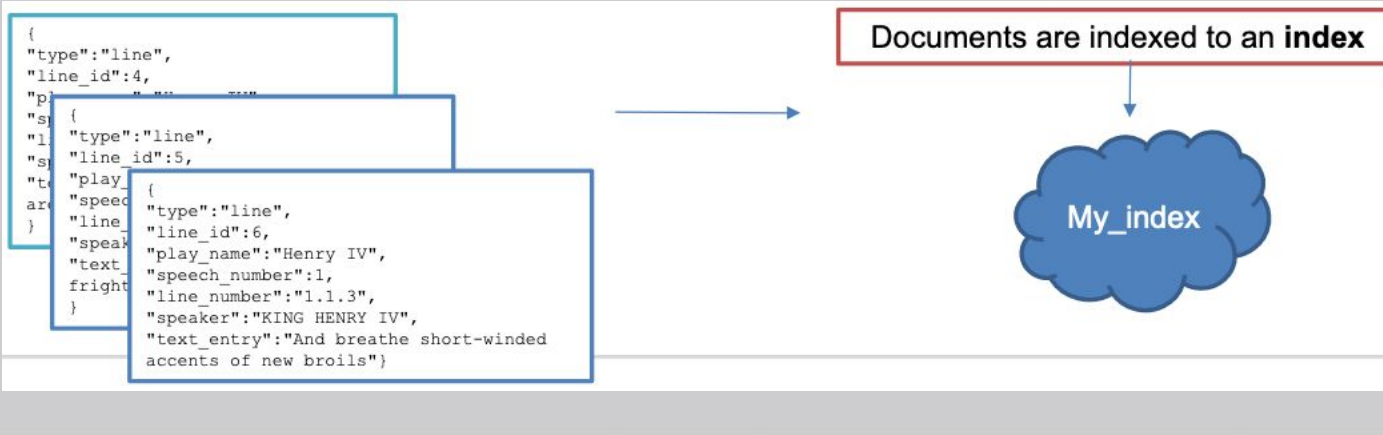 {
"type":"line",
"line_id":4,
}
{
"type":"line",
"line_id":5,
}
{
"type":"line",
"line_id":6,
"play_name":"Henry IV",
"speech_number":1,
"line_number":"1.1.3",
"speaker":"KING HENRY IV",
"text_entry":"And breathe short-winded
accents of new broils"}
Documents are indexed to an index
My_index